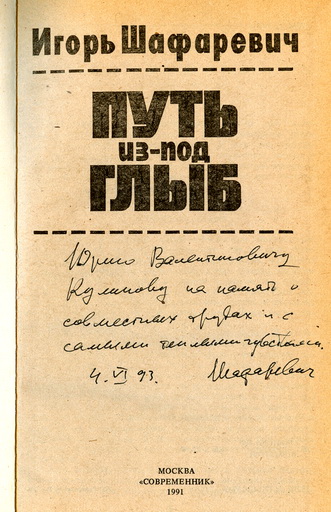 Игорь Шафаревич
ПУТЬ
ИЗ-ПОД
ГЛЫБ
Юрию Валентиновичу
Куликову на память о
совместных трудах и с
самыми теплыми чувствами.
4. VI 93. Шафаревич
МОСКВА
«СОВРЕМЕННИК»
1991